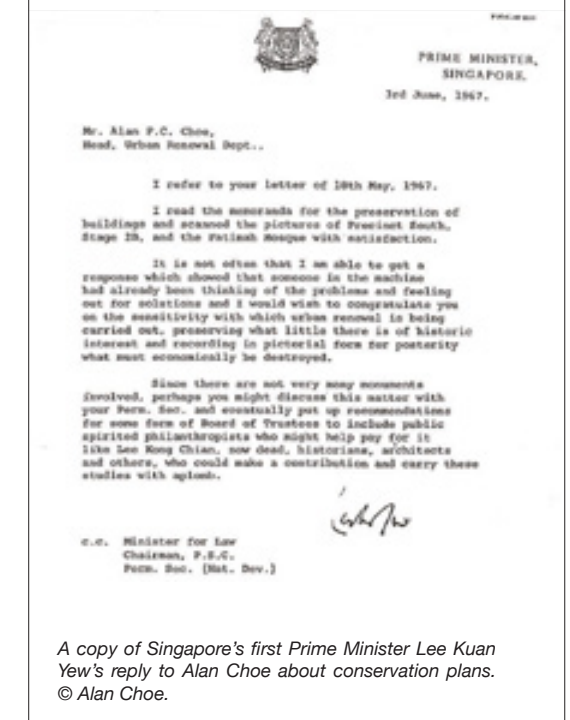 PRIME MINISTER,
SINGAPORE.
3rd June, 1967.
Mr. Alan F.C. Choe,
Head, Urban Renewal Dept..
I refer to your letter of 18th May, 1967.
I read the memoranda for the preservation of
buildings and scanned the pictures of Precinct South,
Stage IB, and the Fatimah Mosque with satisfaction.
It is not often that I am able to get a
response which showed that someone in the machine
had already been thinking of the problems and feeling
out for solutions and I would wish to congratulate you
on the sensitivity with which urban renewal is being
carried out, preserving what little there is of historic
interest and recording in pictorial form for posterity
what must economically be destroyed.
Since there are not very many monuments
involved, perhaps you might discuss this matter with
your Perm. Sec. and eventually put up recommendations
for some form of Board of Trustees to include public
spirited philanthropists who might help pay for it
like Lee Kong Chian, now dead, historians, architects
and others, who could make a contribution and carry these
studies with aplomb.
c.c. Minister for Law
Chairman, P.S.C.
Perm. Sec. (Nat. Dev.)
A copy of Singapore's first Prime Minister Lee Kuan
Yew's reply to Alan Choe about conservation plans.
© Alan Choe.